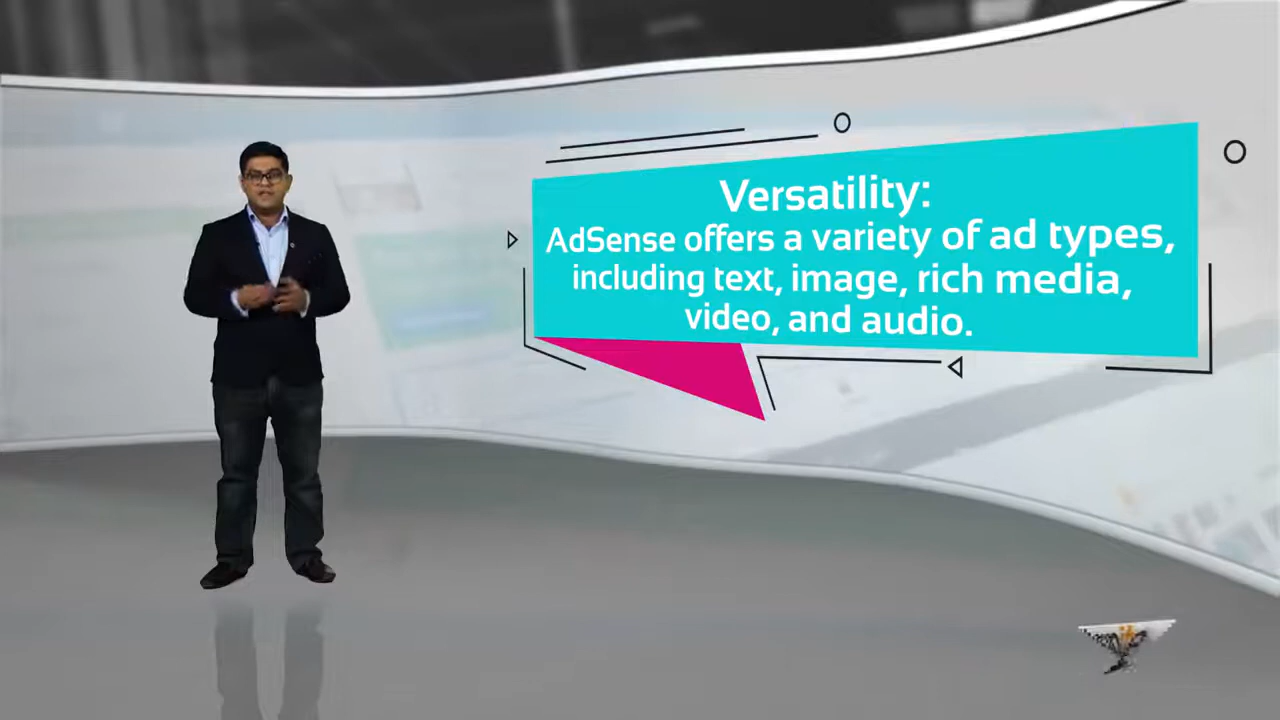 Versatility:
AdSense offers a variety of ad types,
including text, image, rich media,
video, and audio.